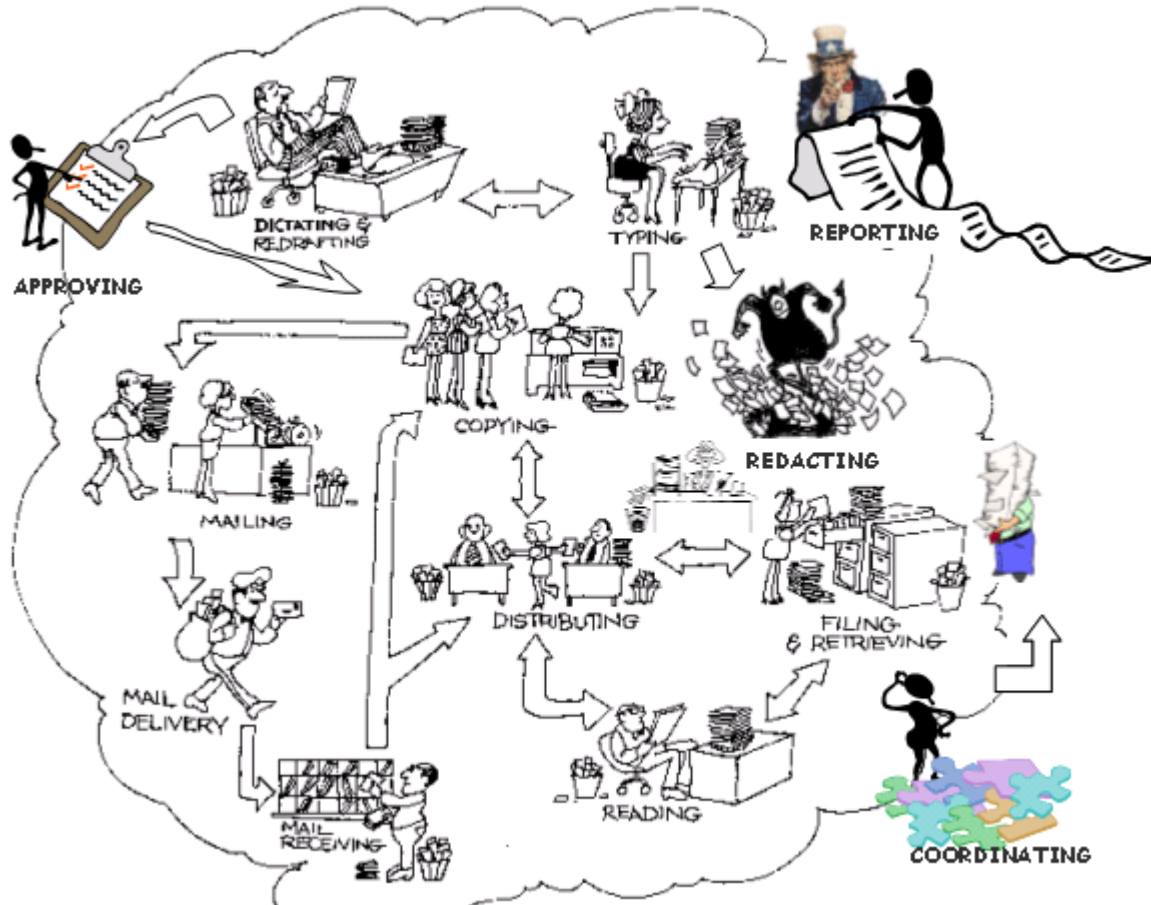 DICTATING &
REDRAFTING
TYPING
REPORTING
APPROVING
COPYING
REDACTING
MAILING
DISTRIBUTING
FILING
& RETRIEVING
MAIL
DELIVERY
READING
MAIL
RECEIVING
COORDINATING